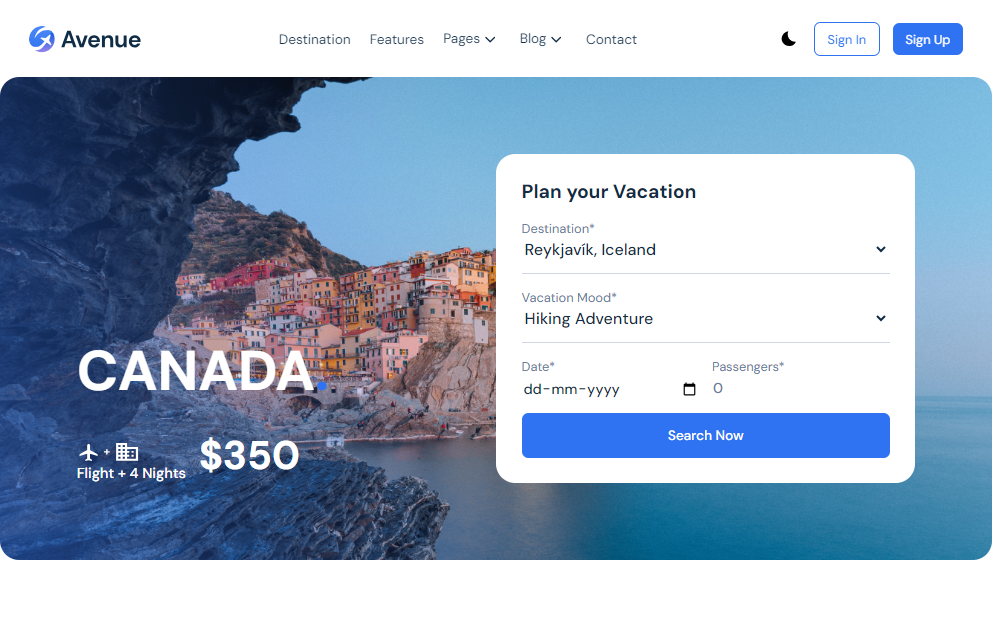 Avenue
Destination Features Pages Blog Contact
Sign In Sign Up
CANADA.
+
Flight + 4 Nights
$350
Plan your Vacation
Destination*
Reykjavík, Iceland
Vacation Mood*
Hiking Adventure
Date* Passengers*
dd-mm-yyyy 0
Search Now